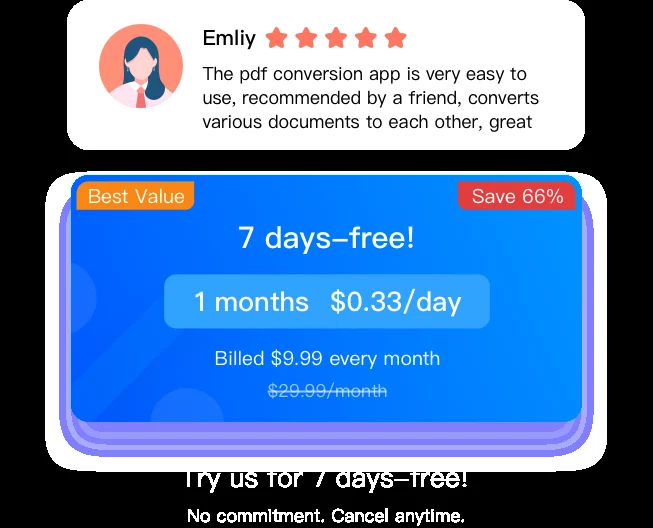 Emliy
The pdf conversion app is very easy to
use, recommended by a friend, converts
various documents to each other, great
Best Value
Save 66%
7 days-free!
1 months $0.33/day
Billed $9.99 every month
$29.99/month
Try us for 7 days-free!
No commitment. Cancel anytime.